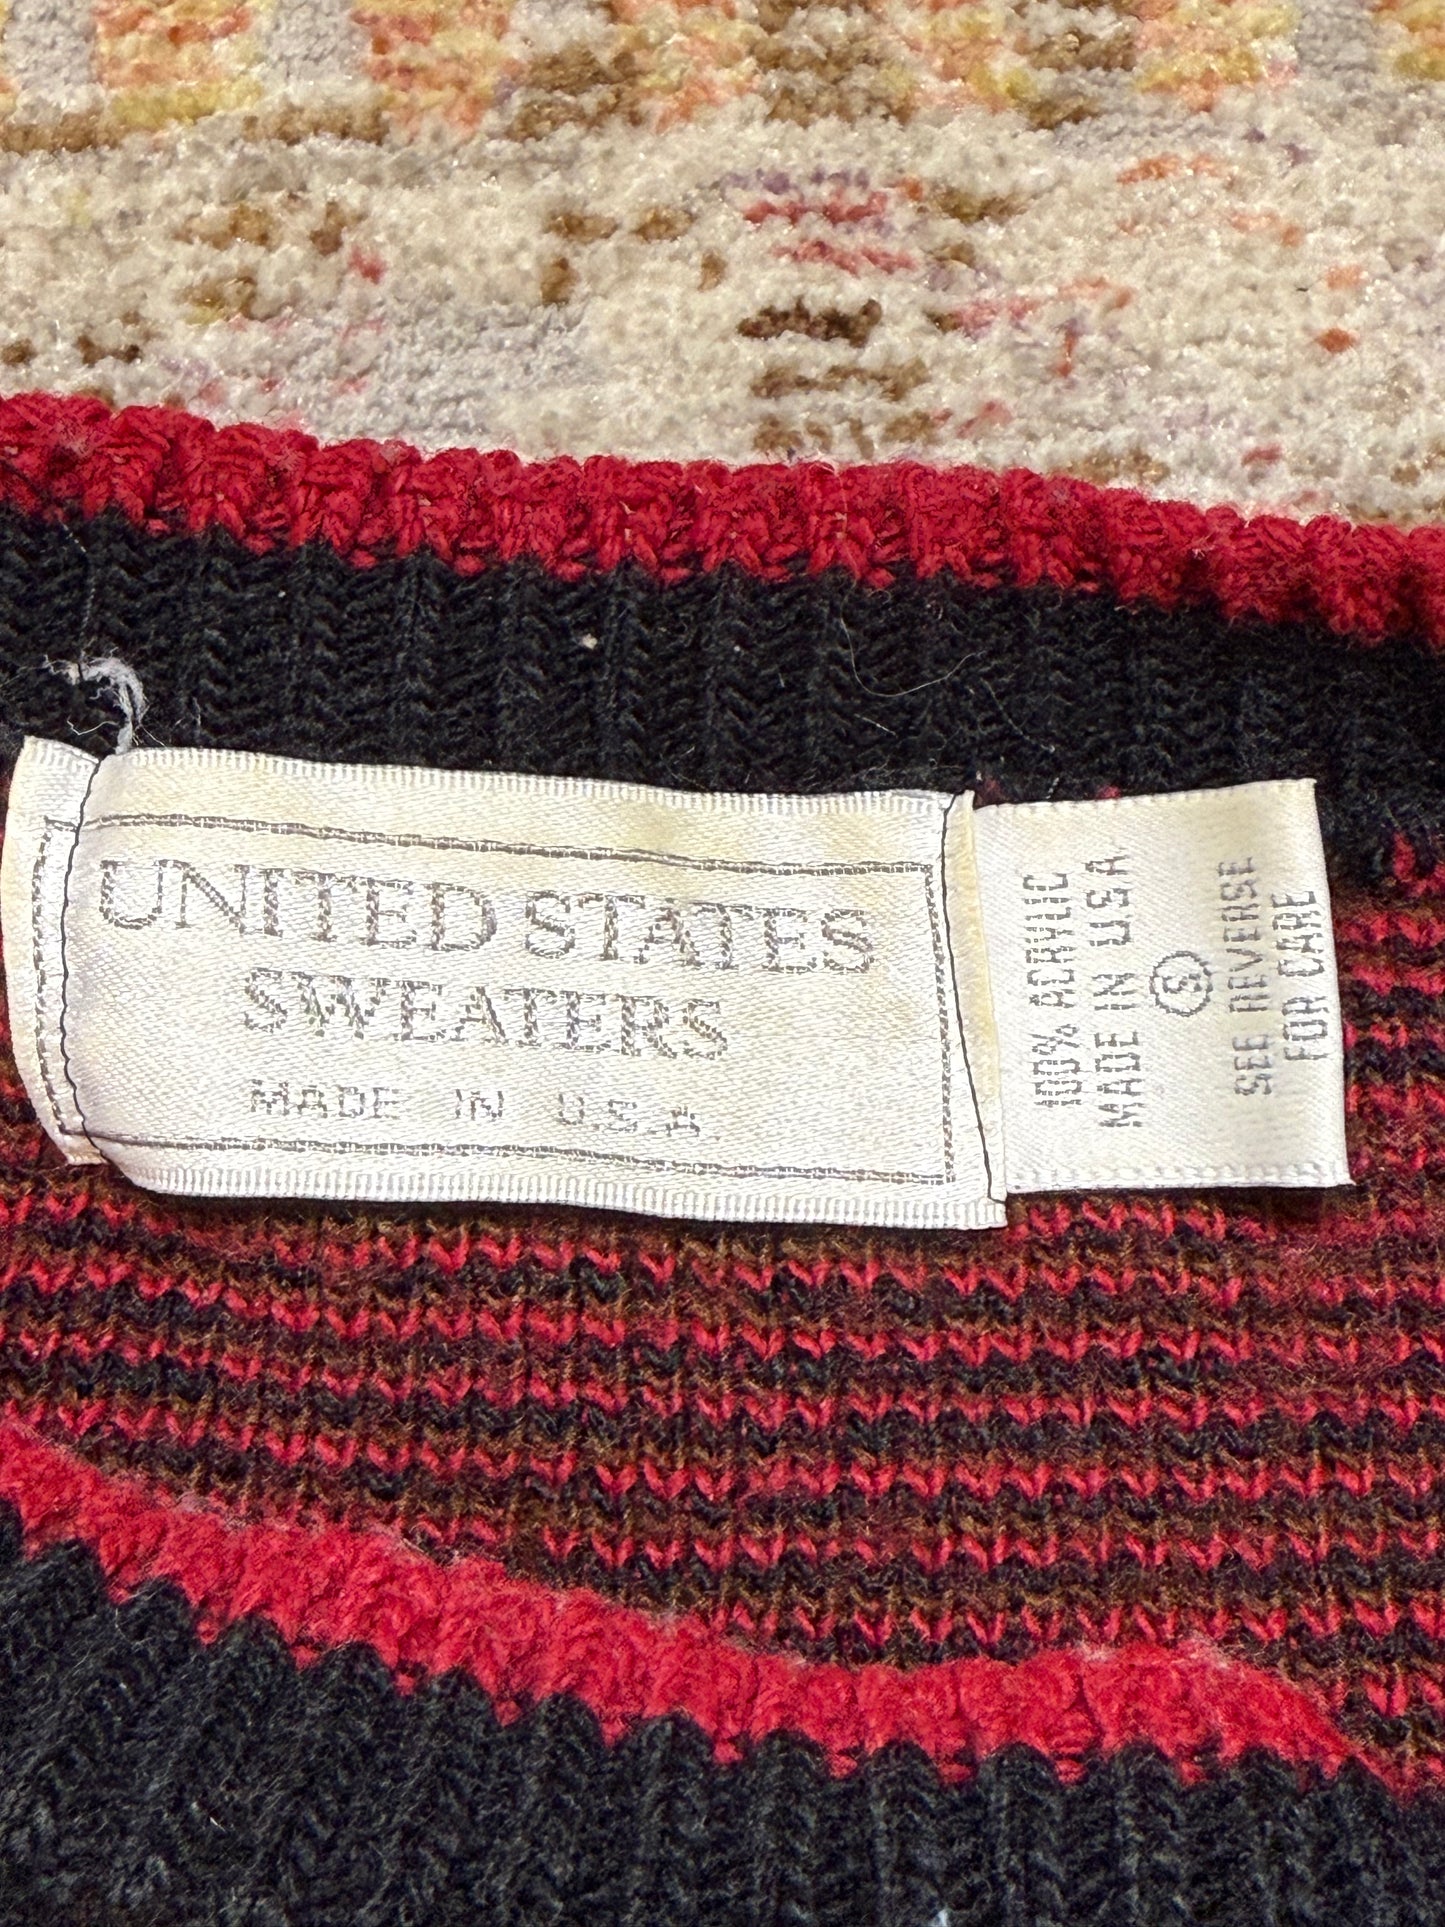 UNITED STATES
SWEATERS
MADE IN U.S.A.
100% ACRYLIC
MADE IN USA
S
SEE REVERSE
FOR CARE